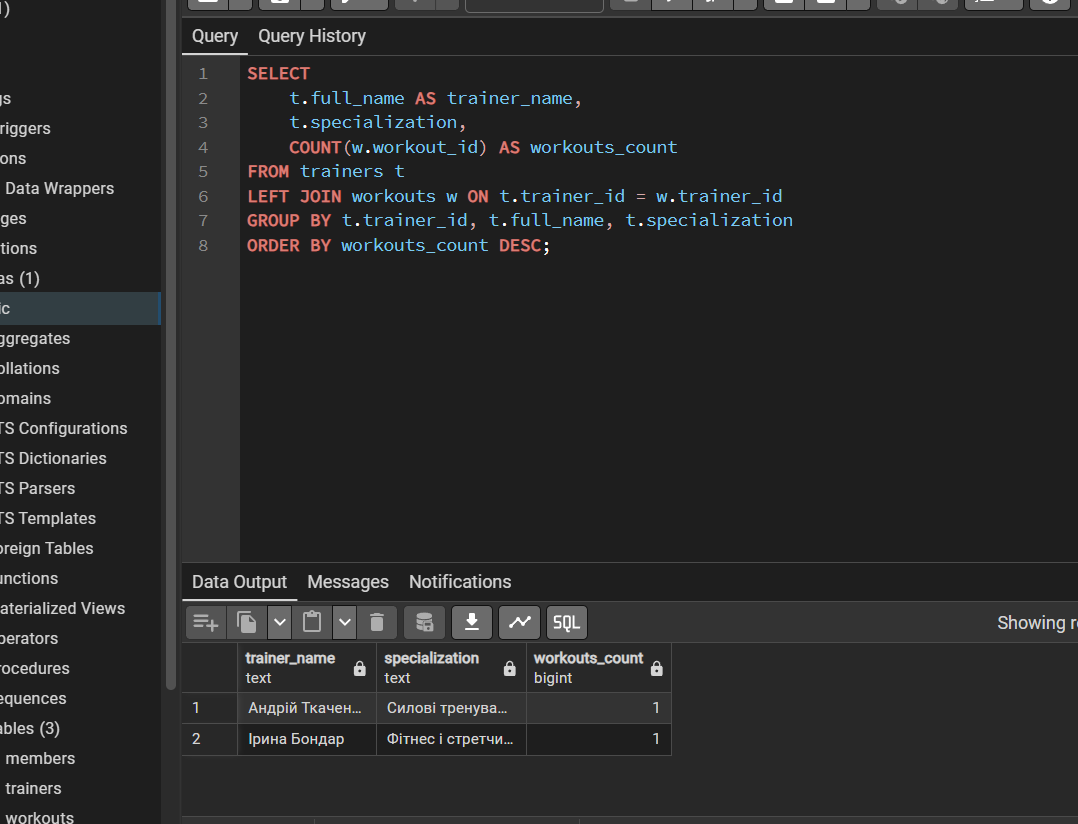 Query Query History
1 SELECT
2 t.full_name AS trainer_name,
3 t.specialization,
4 COUNT(w.workout_id) AS workouts_count
5 FROM trainers t
6 LEFT JOIN workouts w ON t.trainer_id = w.trainer_id
7 GROUP BY t.trainer_id, t.full_name, t.specialization
8 ORDER BY workouts_count DESC;
riggers
Data Wrappers
as (1)
ic
ggregates
ollations
omains
TS Configurations
TS Dictionaries
TS Parsers
TS Templates
oreign Tables
unctions
aterialized Views
perators
rocedures
equences
ables (3)
members
trainers
workouts
Data Output Messages Notifications
SQL
Showing
trainer_name specialization workouts_count
text text bigint
1 Андрій Ткачен... Силові тренува... 1
2 Ірина Бондар Фітнес і стретчи... 1